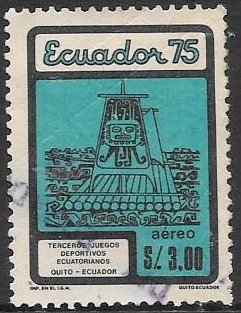 Ecuador 75
aéreo
S/. 3,00
TERCEROS JUEGOS
DEPORTIVOS
ECUATORIANOS
QUITO - ECUADOR
IMP. EN EL I.G.M.
QUITO-ECUADOR